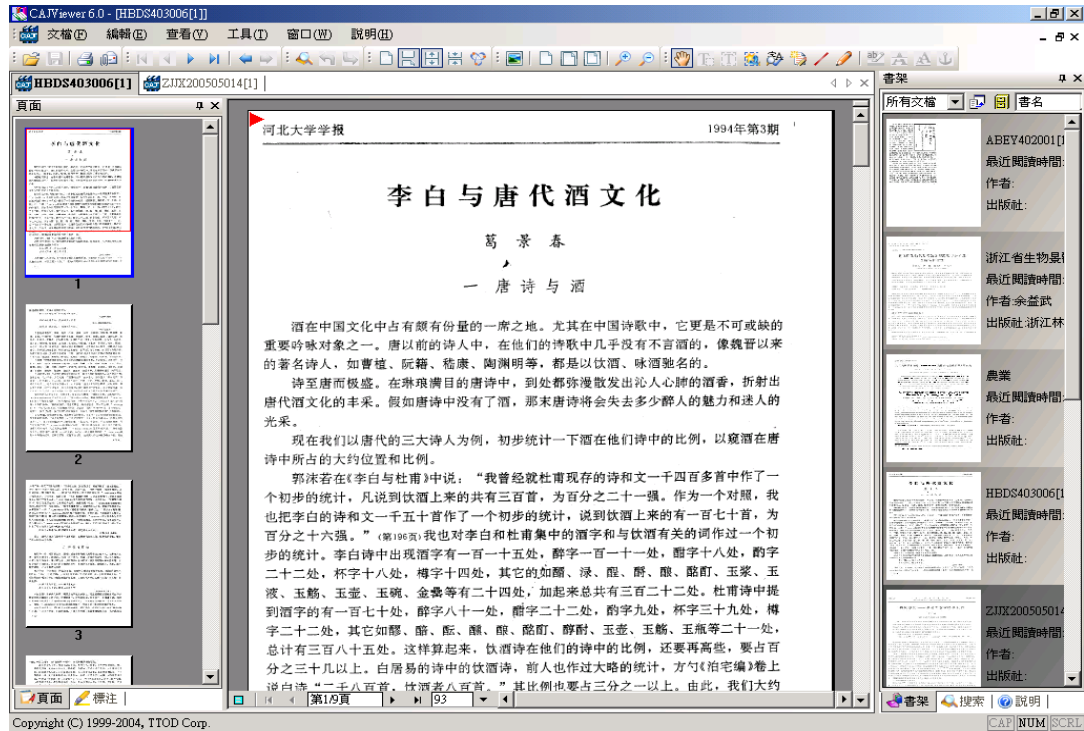 CAJViewer 6.0 - [HBDS403006[1]]
文檔(F) 編輯(E) 查看(V) 工具(T) 窗口(W) 説明(H)
HBDS403006[1] ZJJX200505014[1]
頁面
1
2
3
頁面 標注
河北大学学报 1994年第3期
李白与唐代酒文化
葛景春
一 唐诗与酒
酒在中国文化中占有颇有份量的一席之地。尤其在中国诗歌中，它更是不可或缺的
重要吟咏对象之一。唐以前的诗人中，在他们的诗歌中几乎没有不言酒的，像魏晋以来
的著名诗人，如曹植、阮籍、嵇康、陶渊明等，都是以饮酒、咏酒驰名的。
诗至唐而极盛。在琳琅满目的唐诗中，到处都弥漫散发出沁人心肺的酒香，折射出
唐代酒文化的丰采。假如唐诗中没有了酒，那末唐诗将会失去多少醉人的魅力和迷人的
光采。
现在我们以唐代的三大诗人为例，初步统计一下酒在他们诗中的比例，以窥酒在唐
诗中所占的大约位置和比例。
郭沫若在《李白与杜甫》中说：“我曾经就杜甫现存的诗和文一千四百多首中作了一
个初步的统计，凡说到饮酒上来的共有三百首，为百分之二十一强。作为一个对照，我
也把李白的诗和文一千五十首作了一个初步的统计，说到饮酒上来的有一百七十首，为
百分之十六强。”(第196页)我也对李白和杜甫集中的酒字和与饮酒有关的词作过一个初
步的统计。李白诗中出现酒字有一百一十五处，醉字一百一十一处，酣字十八处，酌字
二十二处，杯字十八处，樽字十四处，其它的如醑、渌、酲、酹、酿、酩酊、玉浆、玉
液、玉觞、玉壶、玉碗、金罍等有二十四处，加起来总共有三百二十二处。杜甫诗中提
到酒字的有一百七十处，醉字八十一处，酣字二十二处，酌字九处，杯字三十九处，樽
字二十二处，其它如醪、醅、酝、酿、酩酊、醇酎、玉壶、玉觞、玉瓶等二十一处，
总计有三百八十五处。这样算起来，饮酒诗在他们的诗中的比例，还要再高些，要占百
分之三十几以上。白居易的诗中的饮酒诗，前人也作过大略的统计，方勺《泊宅编》卷上
说白诗“二千八百首，饮酒者八百首。”其比例也要占三分之一以上。由此，我们大约
第1/9頁 93
書架
所有文檔 書名
ABEV402001[1
最近閱讀時間:
作者:
出版社:
浙江省生物景
最近閱讀時間:
作者:余益武
出版社:浙江林
農業
最近閱讀時間:
作者:
出版社:
HBDS403006[1
最近閱讀時間:
作者:
出版社:
ZJJX200505014
最近閱讀時間:
作者:
出版社:
書架 搜索 説明
Copyright (C) 1999-2004, TTOD Corp.
CAP NUM SCRL